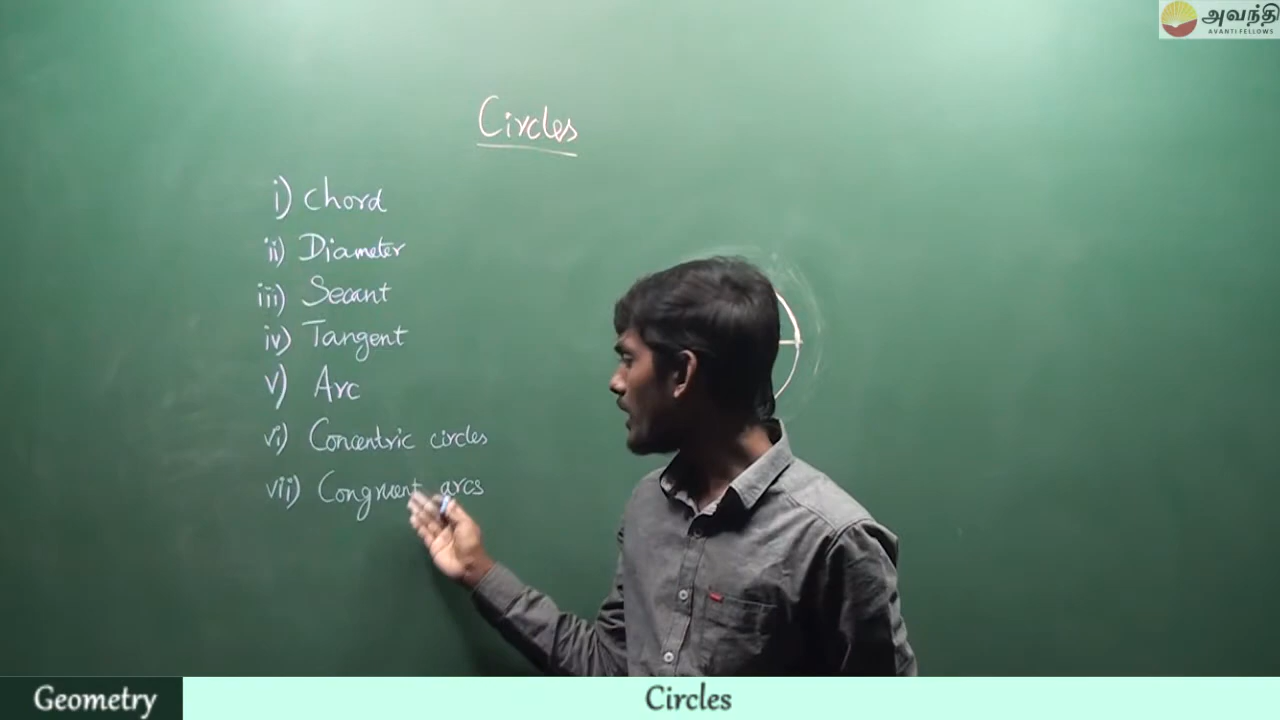 அவந்தி
AVANTI FELLOWS
Circles
i) Chord
ii) Diameter
iii) Secant
iv) Tangent
v) Arc
vi) Concentric circles
vii) Congruent arcs
Geometry
Circles